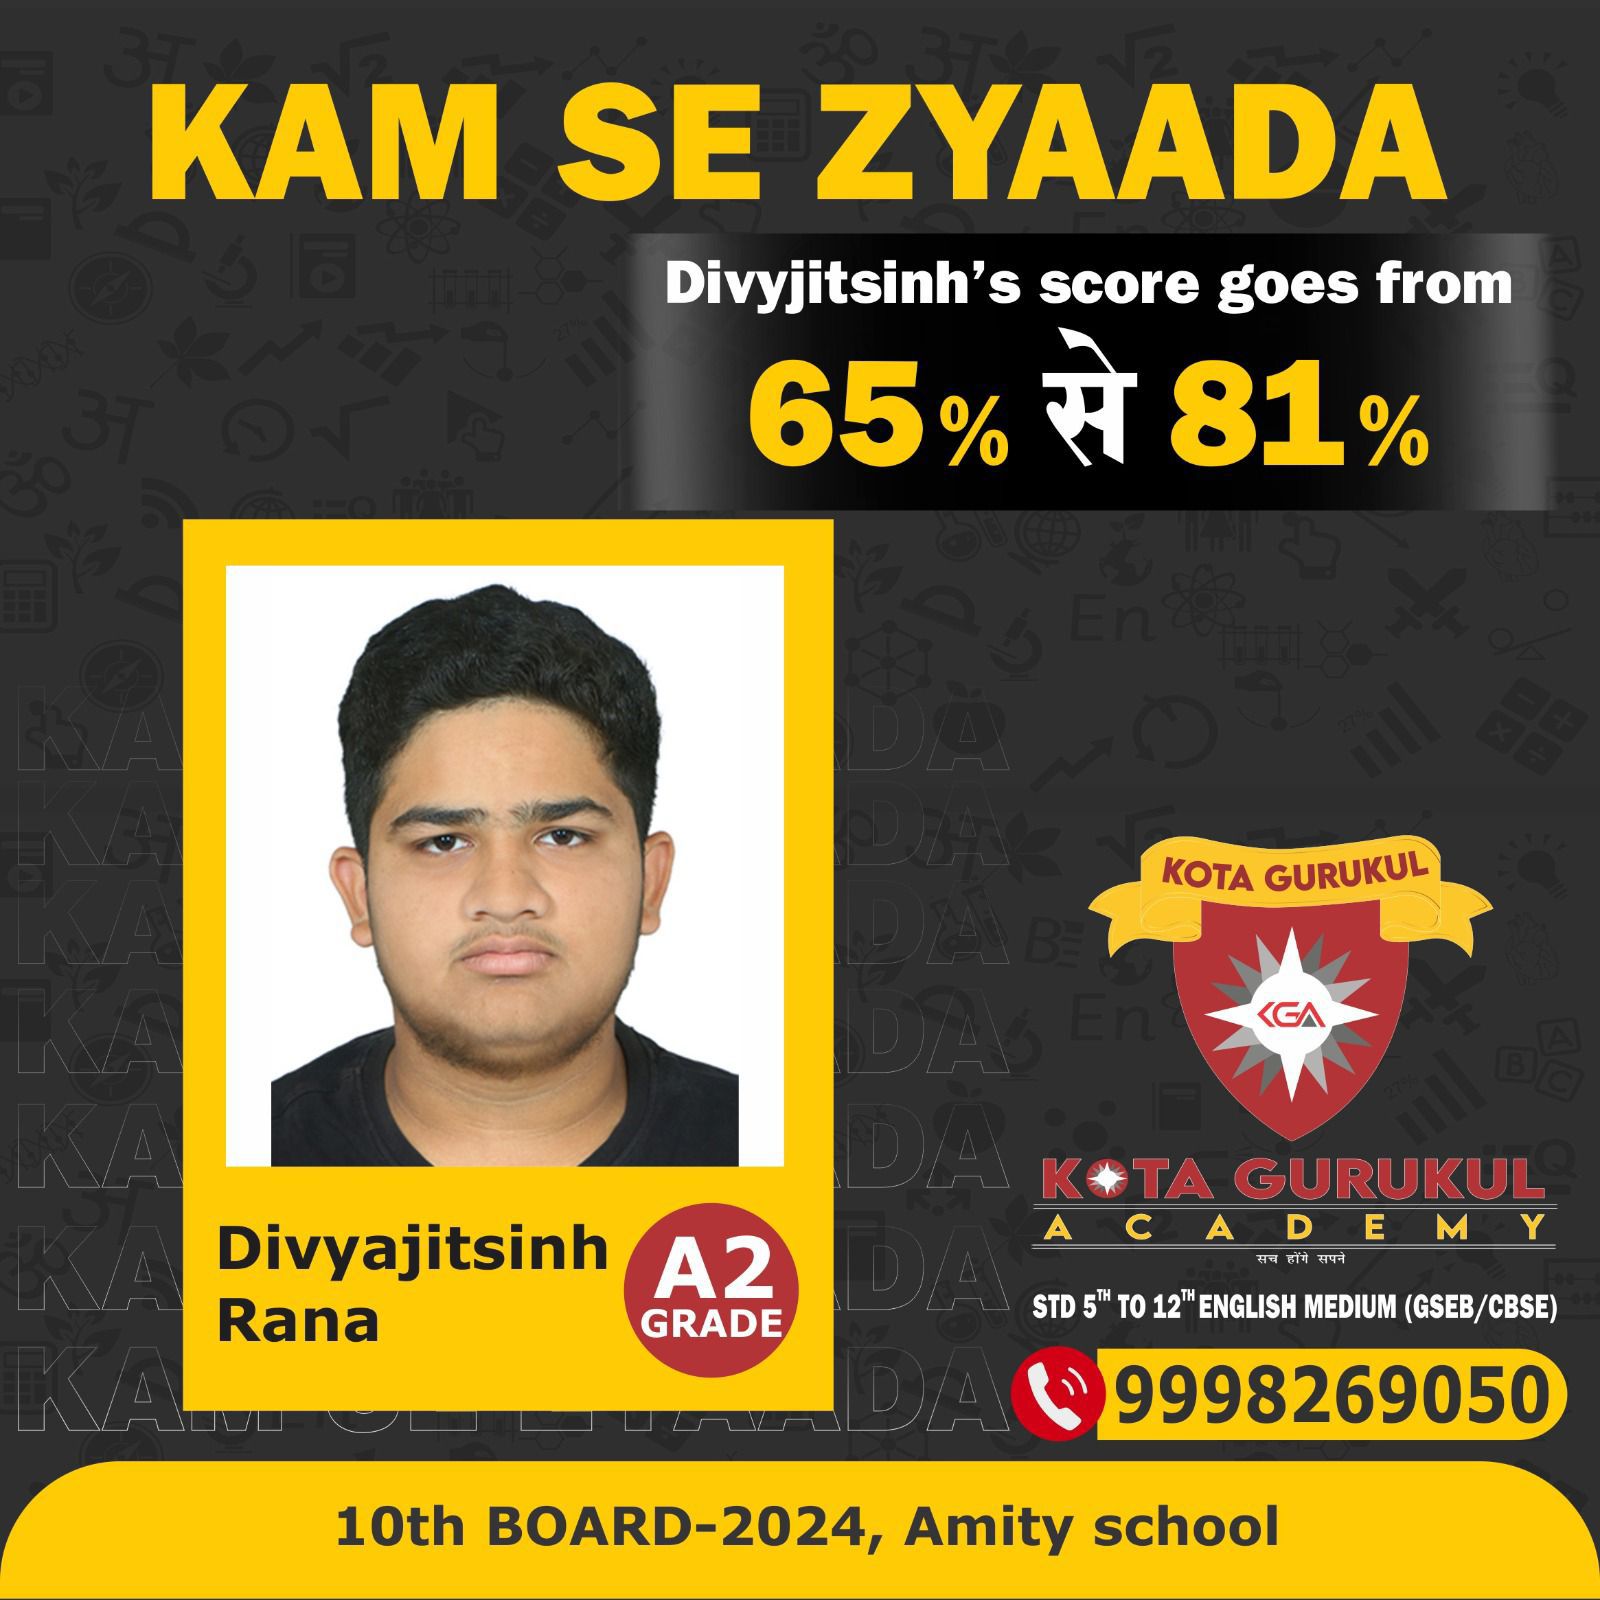 KAM SE ZYAADA
Divyjitsinh's score goes from
65% से 81%
Divyajitsinh
Rana
A2
GRADE
KOTA GURUKUL
KGA
KOTA GURUKUL
ACADEMY
सच होंगे सपने
STD 5TH TO 12TH ENGLISH MEDIUM (GSEB/CBSE)
9998269050
10th BOARD-2024, Amity school